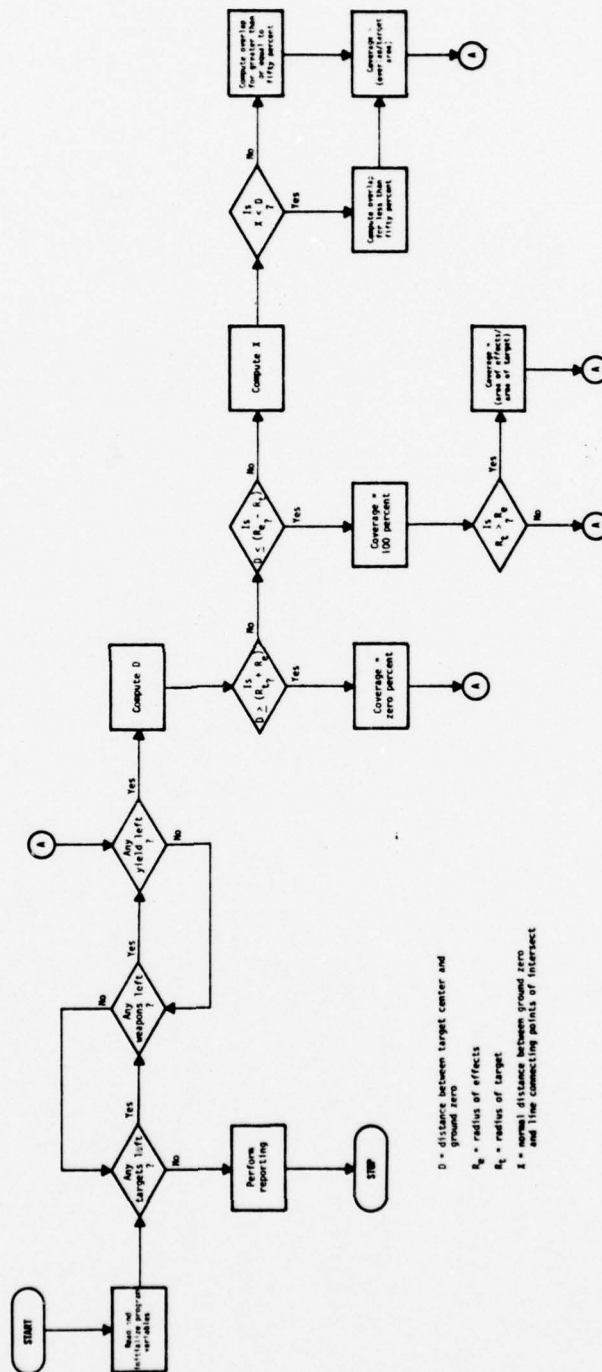 START
Read and
initialize program
variables
Any
targets left
?
No
Yes
Perform
reporting
STOP
Any
weapons left
?
No
Yes
A
Any
yield left
?
No
Yes
Compute D
Is
D ≥ (Rt + Re)
?
No
Yes
Coverage =
zero percent
A
Is
D ≤ (Re - Rt)
?
No
Yes
Coverage =
100 percent
Is
Rt > Re
?
Yes
No
A
Coverage =
(area of effects/
area of target)
A
Compute X
Is
X < D
?
No
Yes
Compute overlap
for less than
fifty percent
Compute overlap
for greater than
or equal to
fifty percent
Coverage =
(over target
area)
A
D = distance between target center and
ground zero
Re = radius of effects
Rt = radius of target
X = normal distance between ground zero
and line connecting points of intersect